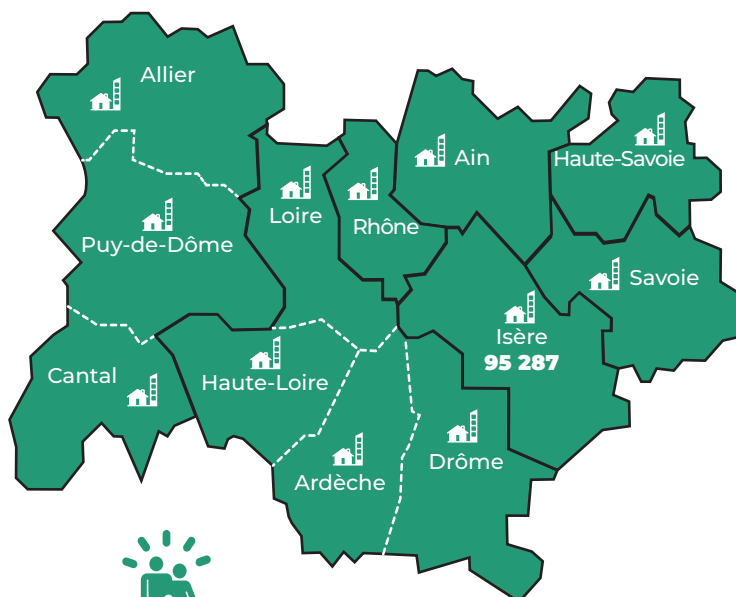 Allier
Ain
Haute-Savoie
Loire
Rhône
Puy-de-Dôme
Savoie
Isère
95 287
Cantal
Haute-Loire
Drôme
Ardèche